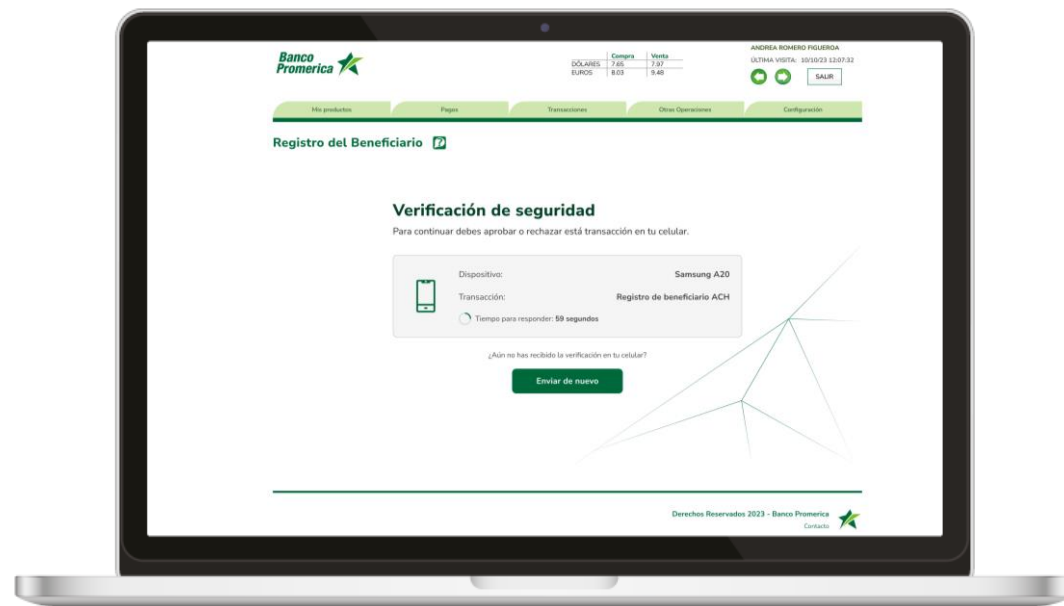 Banco
Promerica
Compra Venta
DÓLARES 7.65 7.97
EUROS 8.03 9.48
ANDREA ROMERO FIGUEROA
ÚLTIMA VISITA: 10/10/23 12:07:32
SALIR
Mis productos Pagos Transacciones Otras Operaciones Configuración
Registro del Beneficiario ?
Verificación de seguridad
Para continuar debes aprobar o rechazar está transacción en tu celular.
Dispositivo: Samsung A20
Transacción: Registro de beneficiario ACH
Tiempo para responder: 59 segundos
¿Aún no has recibido la verificación en tu celular?
Enviar de nuevo
Derechos Reservados 2023 - Banco Promerica
Contacto